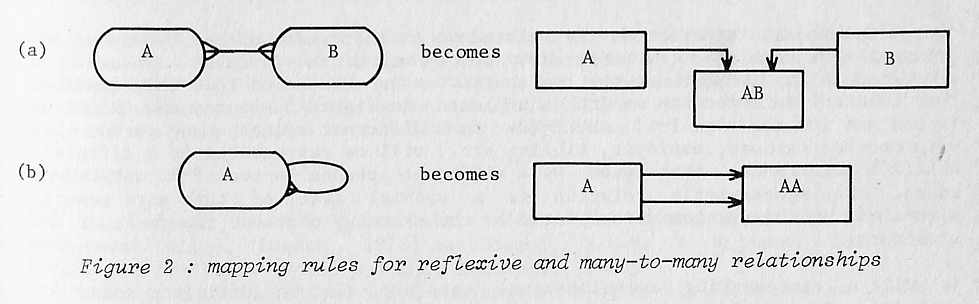 (a) A B becomes A B
AB
(b) A becomes A AA
Figure 2 : mapping rules for reflexive and many-to-many relationships